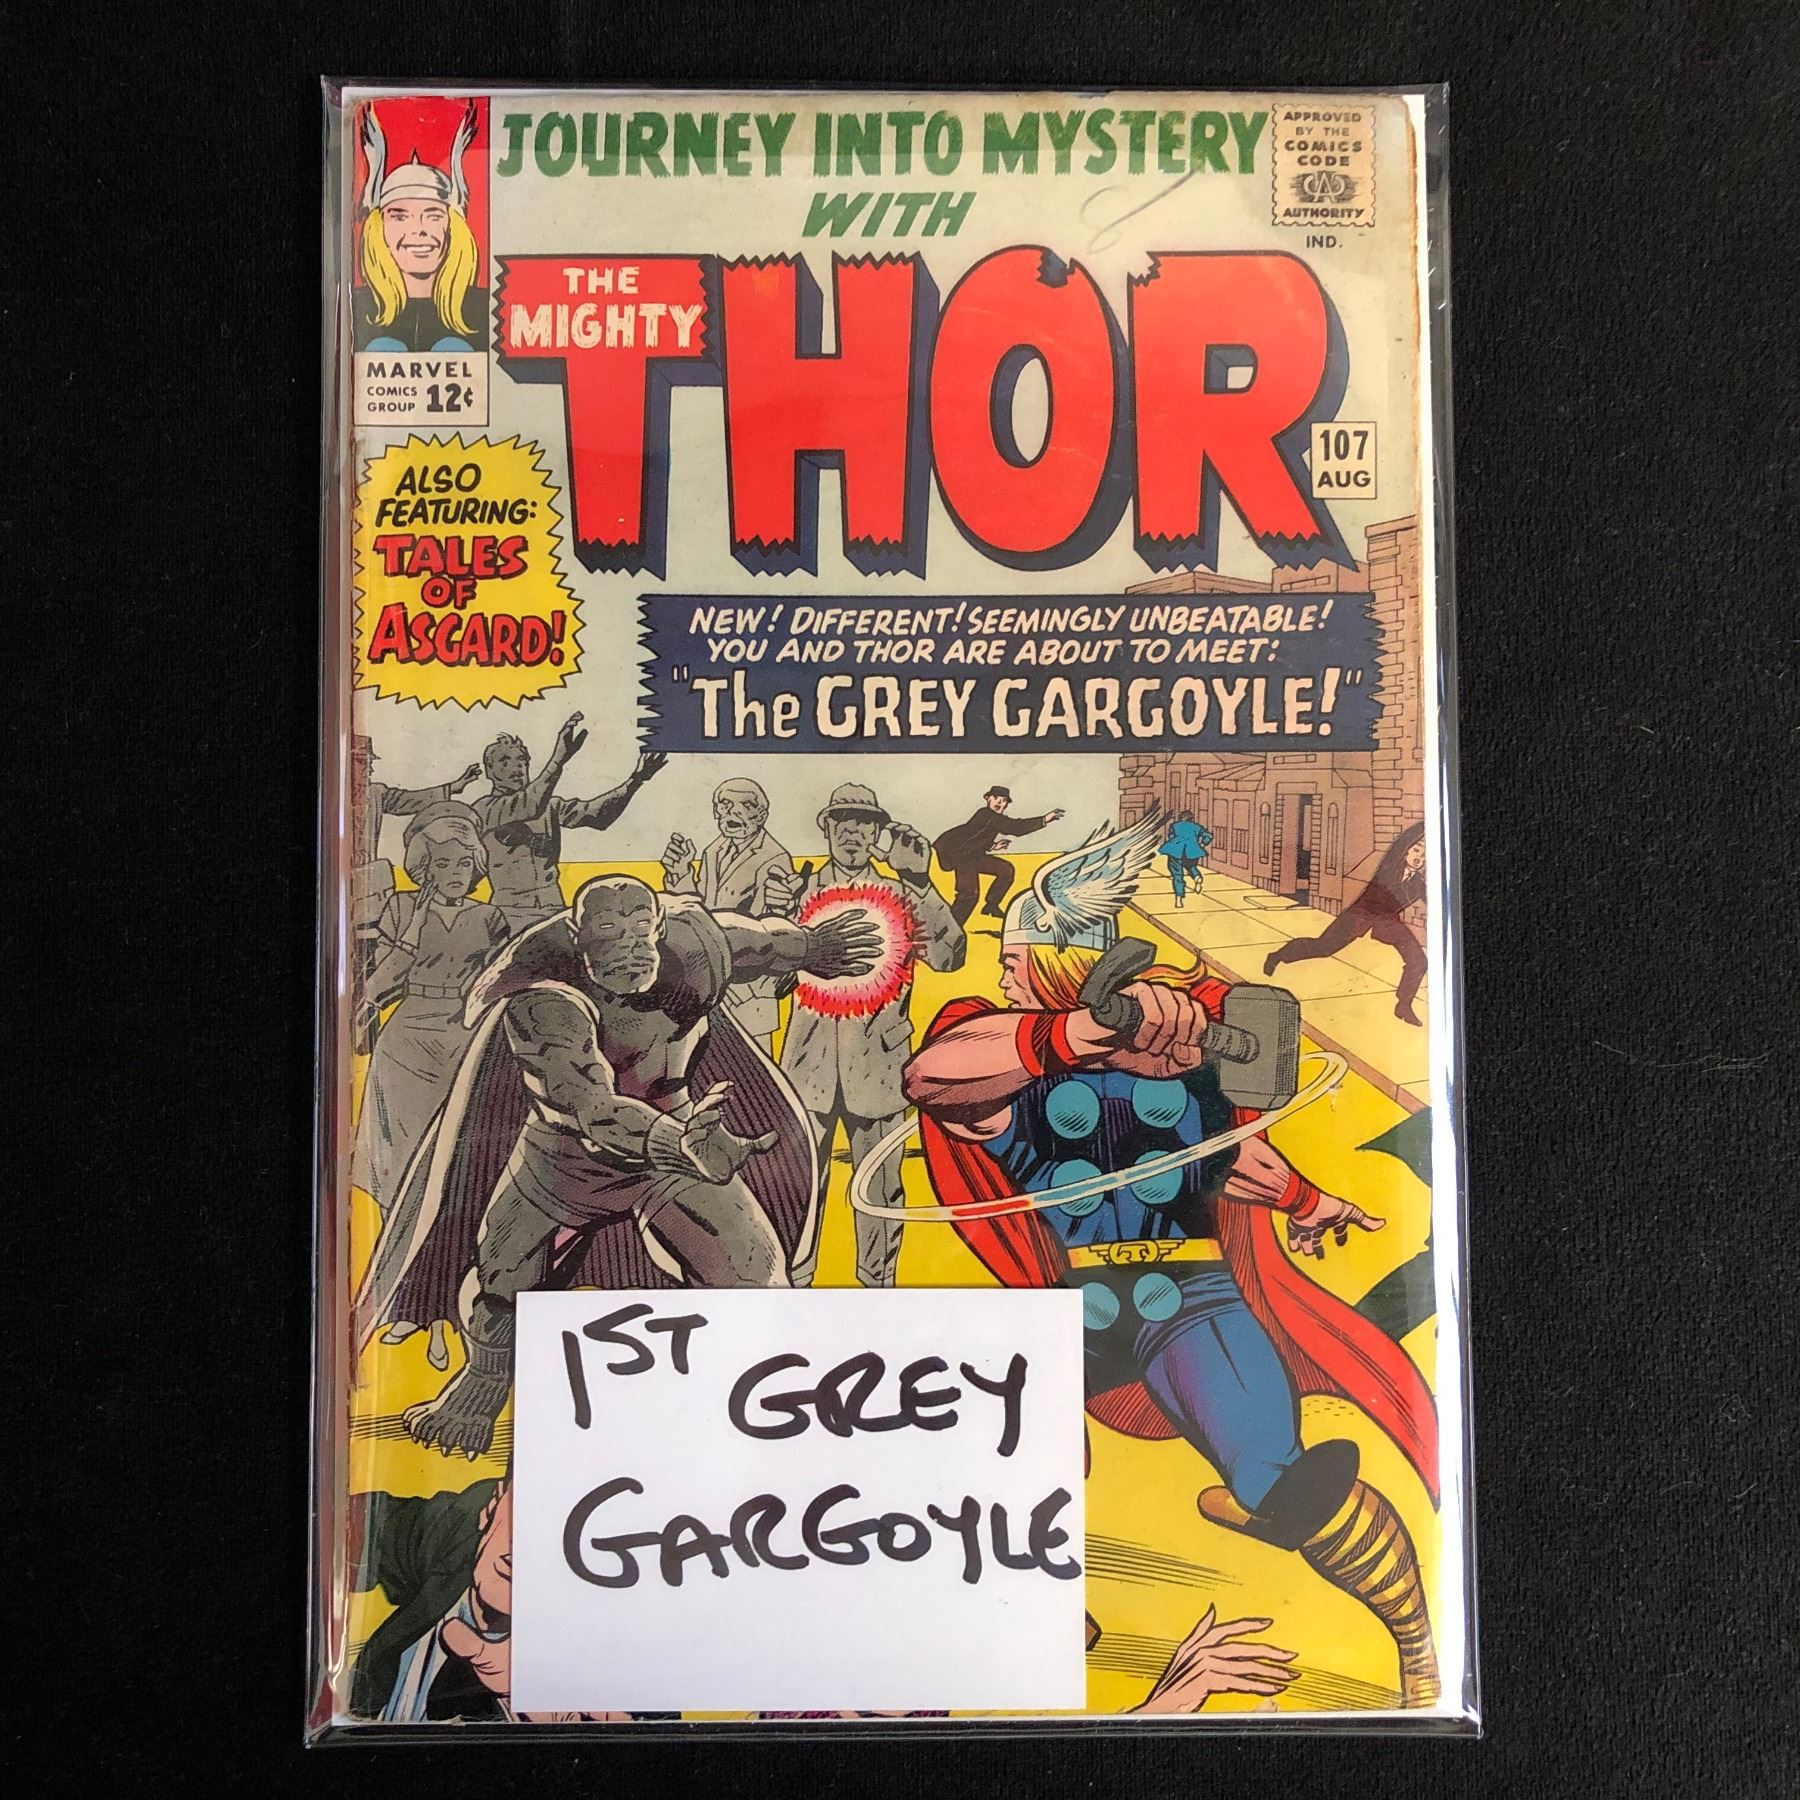 JOURNEY INTO MYSTERY
WITH
THE
MIGHTY
THOR
APPROVED
BY THE
COMICS
CODE
CA
AUTHORITY
IND.
MARVEL
COMICS
GROUP 12¢
107
AUG
ALSO
FEATURING:
TALES
OF
ASGARD!
NEW! DIFFERENT! SEEMINGLY UNBEATABLE!
YOU AND THOR ARE ABOUT TO MEET:
"The GREY GARGOYLE!"
1ST GREY
GARGOYLE